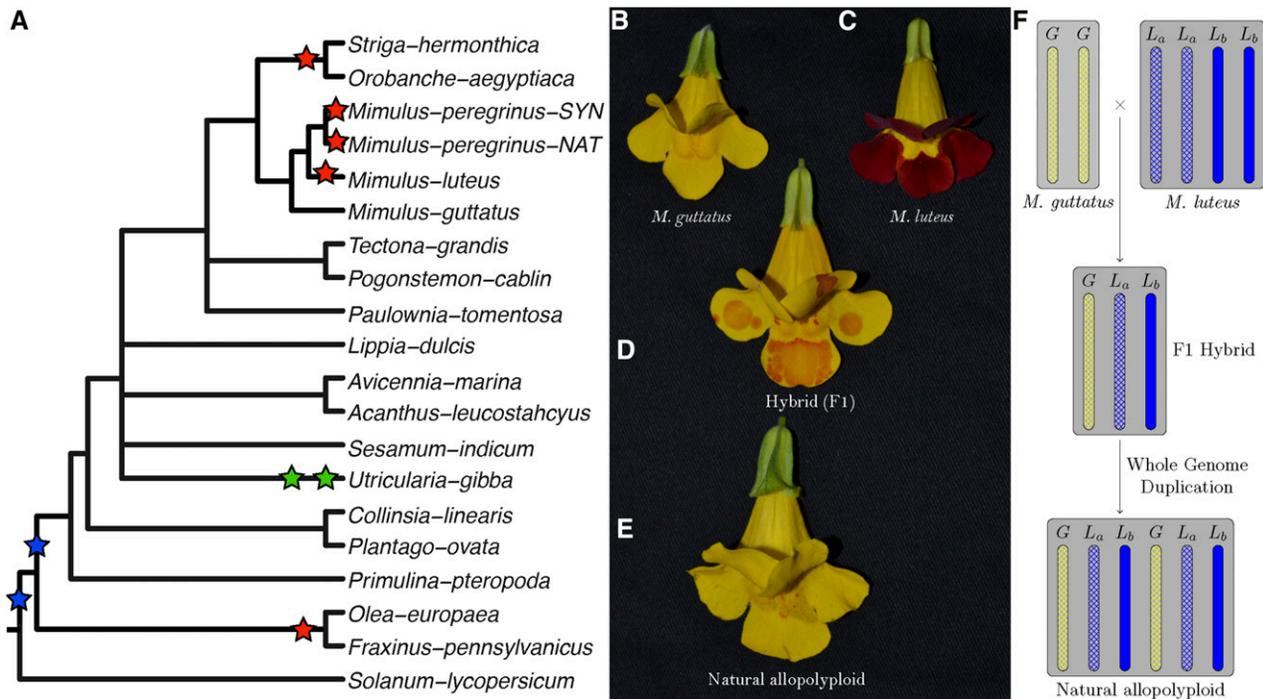 A
Striga–hermonthica
Orobanche–aegyptiaca
Mimulus–peregrinus–SYN
Mimulus–peregrinus–NAT
Mimulus–luteus
Mimulus–guttatus
Tectona–grandis
Pogonstemon–cablin
Paulownia–tomentosa
Lippia–dulcis
Avicennia–marina
Acanthus–leucostahcyus
Sesamum–indicum
Utricularia–gibba
Collinsia–linearis
Plantago–ovata
Primulina–pteropoda
Olea–europaea
Fraxinus–pennsylvanicus
Solanum–lycopersicum
B
M. guttatus
C
M. luteus
D
Hybrid (F1)
E
Natural allopolyploid
F
G G
La La Lb Lb
×
M. guttatus
M. luteus
G La Lb
F1 Hybrid
Whole Genome
Duplication
G La Lb G La Lb
Natural allopolyploid